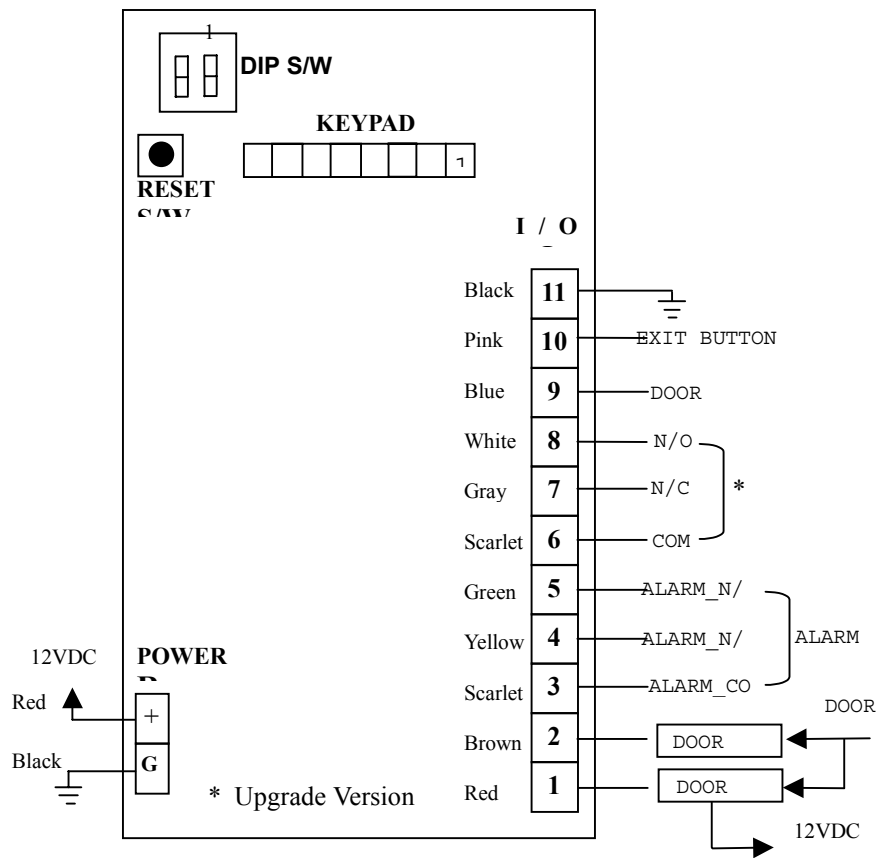 1
DIP S/W
KEYPAD
RESET
S/W
I / O
Black 11
Pink 10 EXIT BUTTON
Blue 9 DOOR
White 8 N/O
Gray 7 N/C *
Scarlet 6 COM
Green 5 ALARM_N/
Yellow 4 ALARM_N/ ALARM
12VDC POWER
Scarlet 3 ALARM_CO
Red +
DOOR
Brown 2 DOOR
Black G
* Upgrade Version
Red 1 DOOR
12VDC